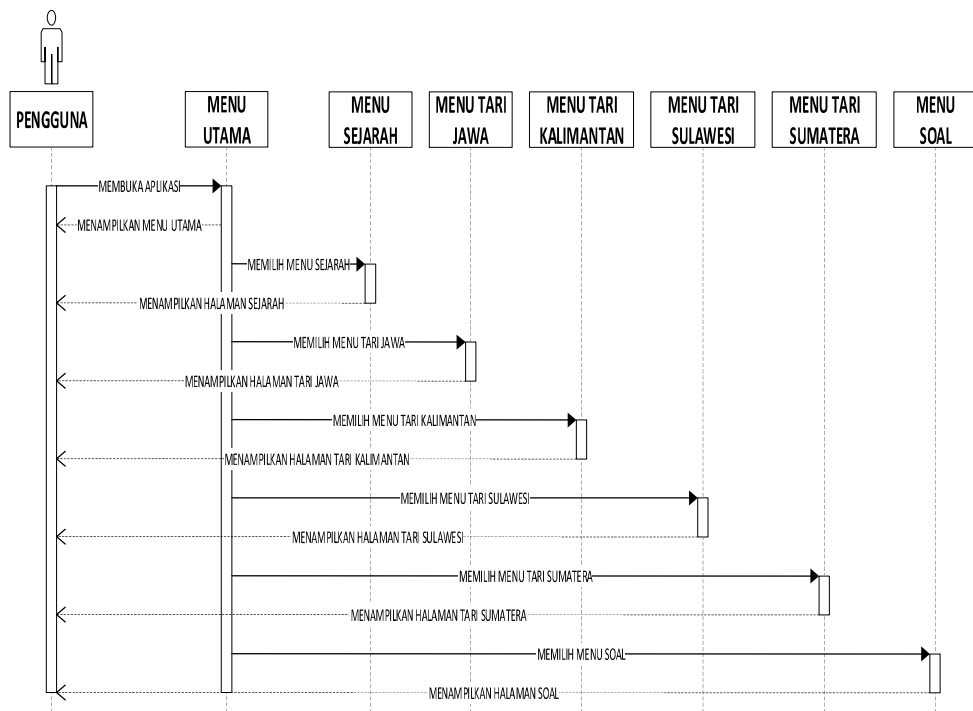 PENGGUNA
MENU
UTAMA
MENU
SEJARAH
MENU TARI
JAWA
MENU TARI
KALIMANTAN
MENU TARI
SULAWESI
MENU TARI
SUMATERA
MENU
SOAL
MEMBUKA APLIKASI
MENAMPILKAN MENU UTAMA
MEMILIH MENU SEJARAH
MENAMPILKAN HALAMAN SEJARAH
MEMILIH MENU TARI JAWA
MENAMPILKAN HALAMAN TARI JAWA
MEMILIH MENU TARI KALIMANTAN
MENAMPILKAN HALAMAN TARI KALIMANTAN
MEMILIH MENU TARI SULAWESI
MENAMPILKAN HALAMAN TARI SULAWESI
MEMILIH MENU TARI SUMATERA
MENAMPILKAN HALAMAN TARI SUMATERA
MEMILIH MENU SOAL
MENAMPILKAN HALAMAN SOAL